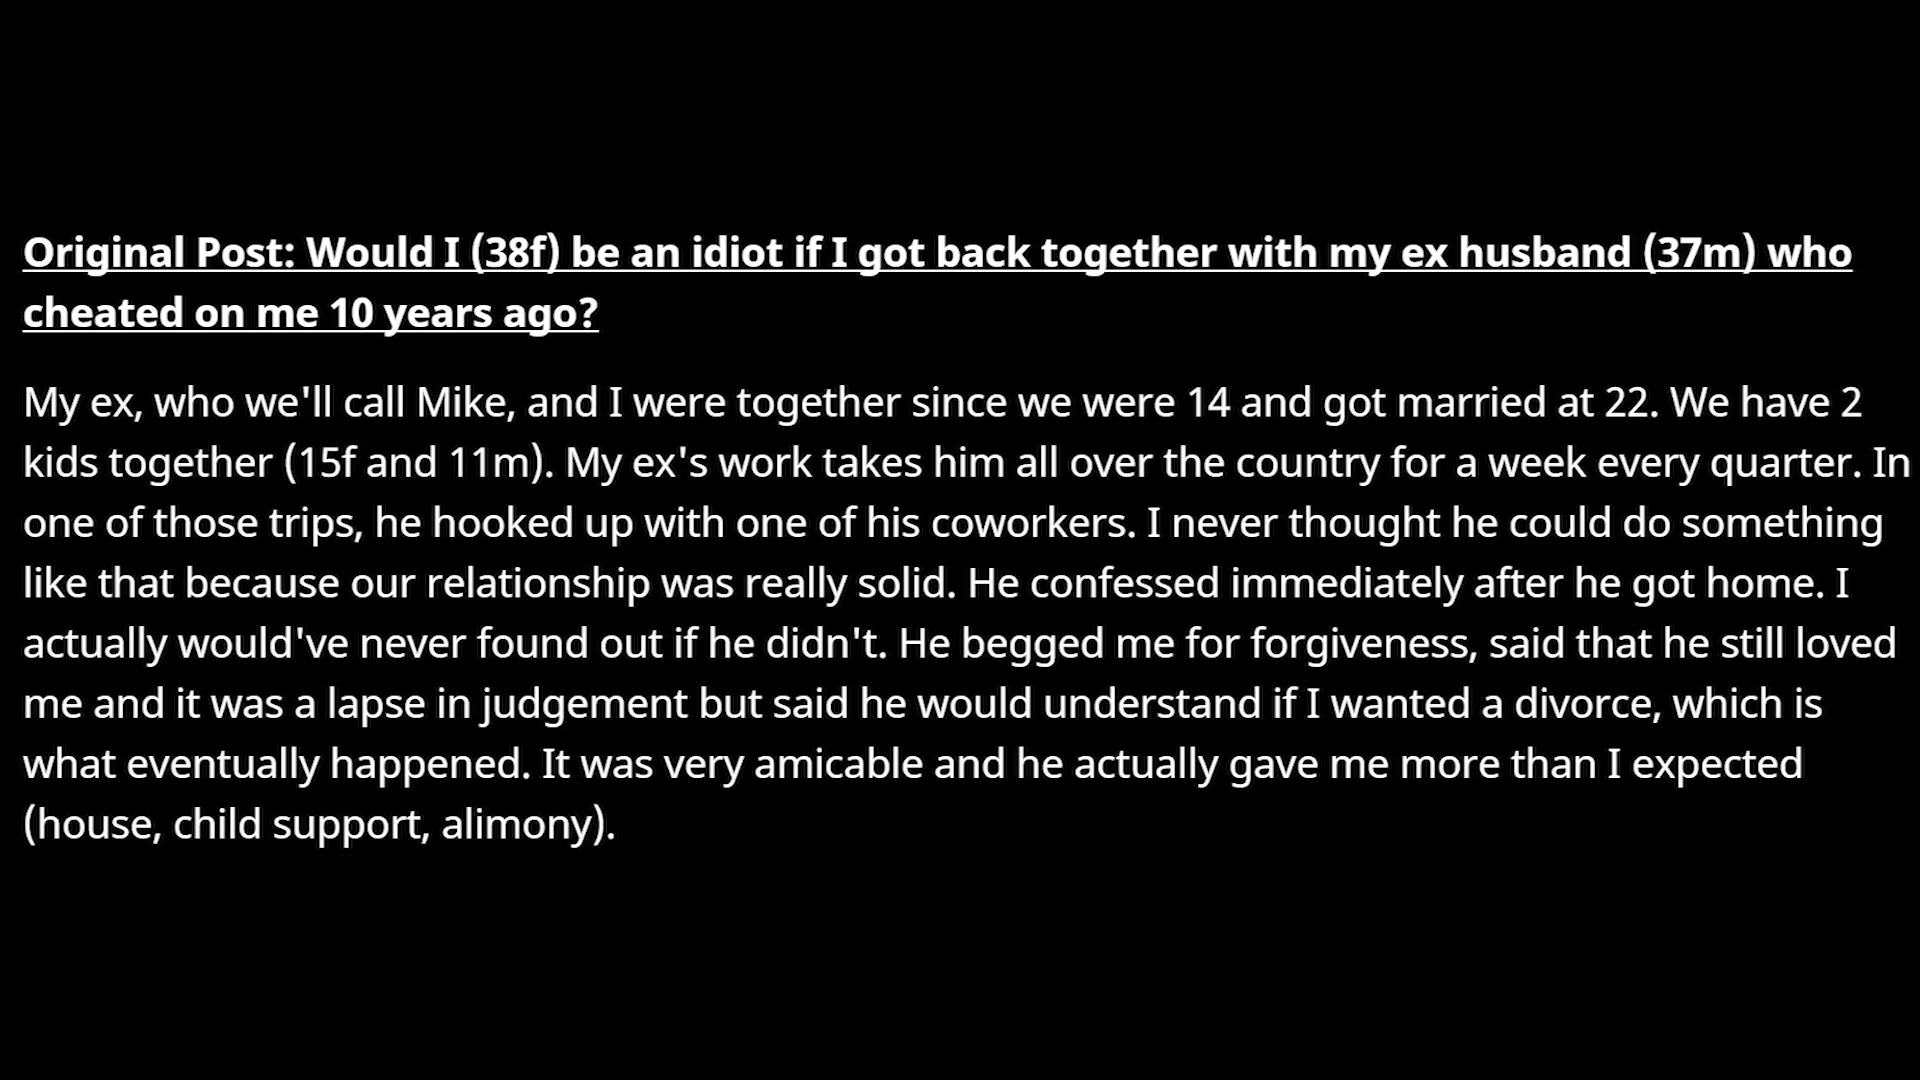 Original Post: Would I (38f) be an idiot if I got back together with my ex husband (37m) who
cheated on me 10 years ago?
My ex, who we'll call Mike, and I were together since we were 14 and got married at 22. We have 2
kids together (15f and 11m). My ex's work takes him all over the country for a week every quarter. In
one of those trips, he hooked up with one of his coworkers. I never thought he could do something
like that because our relationship was really solid. He confessed immediately after he got home. I
actually would've never found out if he didn't. He begged me for forgiveness, said that he still loved
me and it was a lapse in judgement but said he would understand if I wanted a divorce, which is
what eventually happened. It was very amicable and he actually gave me more than I expected
(house, child support, alimony).